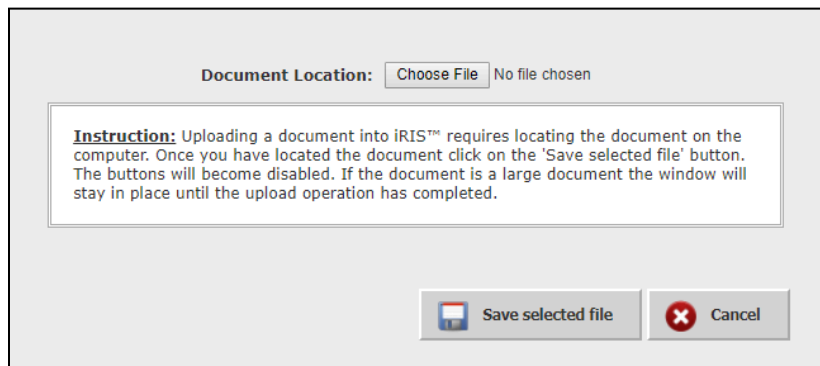 Document Location: Choose File No file chosen
Instruction: Uploading a document into iRIS™ requires locating the document on the
computer. Once you have located the document click on the 'Save selected file' button.
The buttons will become disabled. If the document is a large document the window will
stay in place until the upload operation has completed.
Save selected file Cancel